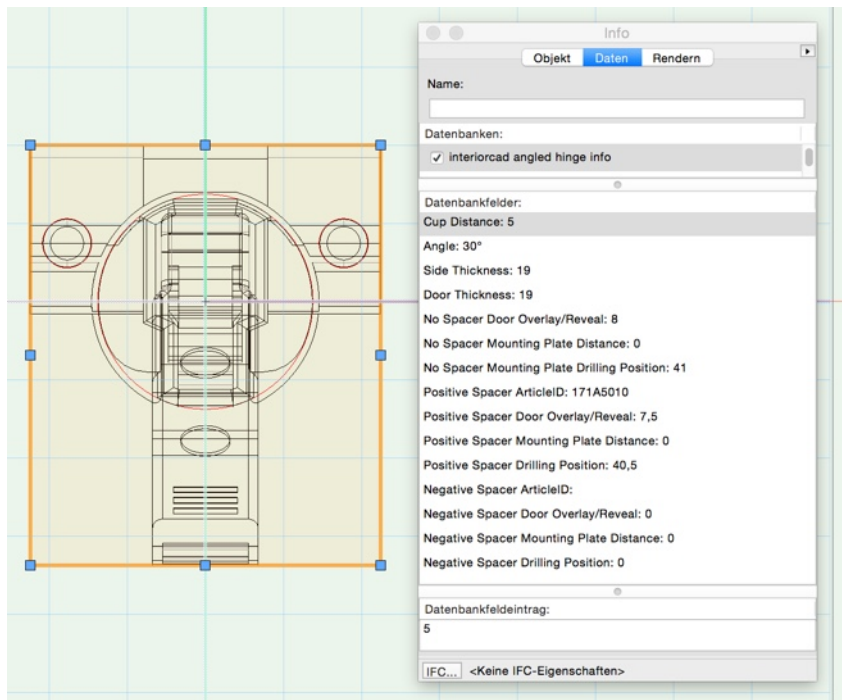 Info
Objekt Daten Rendern
Name:
Datenbanken:
interiorcad angled hinge info
Datenbankfelder:
Cup Distance: 5
Angle: 30°
Side Thickness: 19
Door Thickness: 19
No Spacer Door Overlay/Reveal: 8
No Spacer Mounting Plate Distance: 0
No Spacer Mounting Plate Drilling Position: 41
Positive Spacer ArticleID: 171A5010
Positive Spacer Door Overlay/Reveal: 7,5
Positive Spacer Mounting Plate Distance: 0
Positive Spacer Drilling Position: 40,5
Negative Spacer ArticleID:
Negative Spacer Door Overlay/Reveal: 0
Negative Spacer Mounting Plate Distance: 0
Negative Spacer Drilling Position: 0
Datenbankfeldeintrag:
5
IFC... <Keine IFC-Eigenschaften>